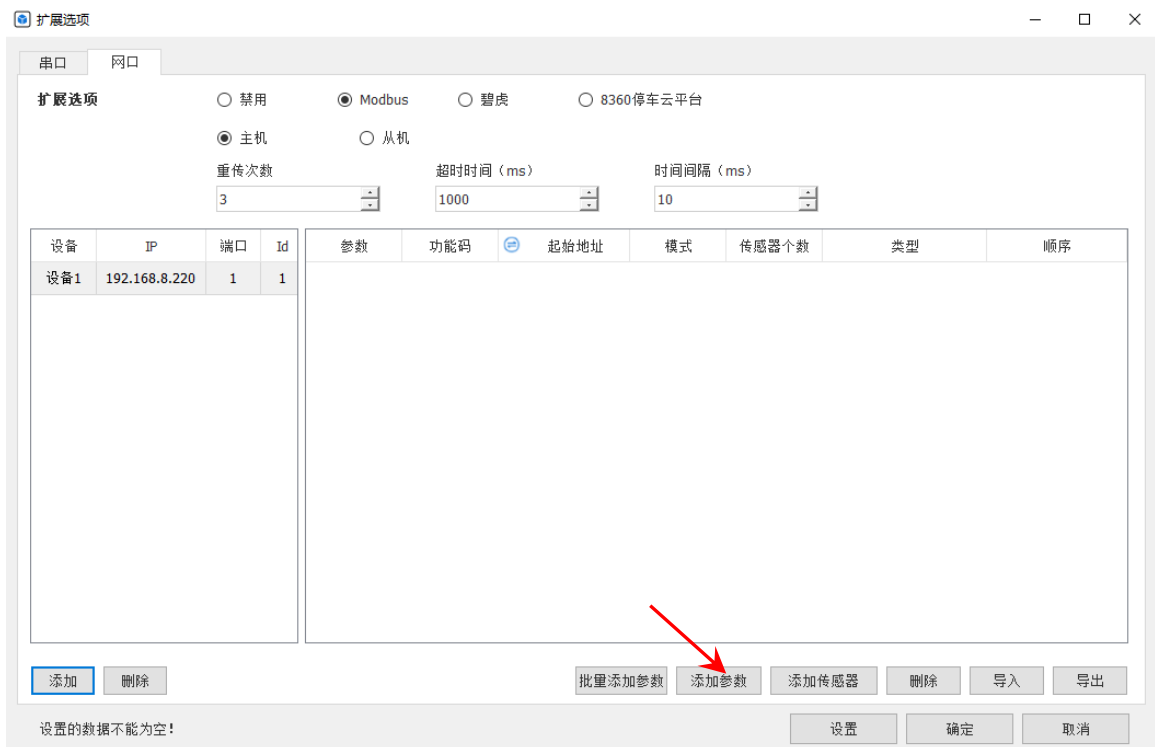 扩展选项
串口 网口
扩展选项 禁用 Modbus 碧虎 8360停车云平台
主机 从机
重传次数 超时时间（ms） 时间间隔（ms）
3 1000 10
设备 IP 端口 Id 参数 功能码 起始地址 模式 传感器个数 类型 顺序
设备1 192.168.8.220 1 1
添加 删除 批量添加参数 添加参数 添加传感器 删除 导入 导出
设置的数据不能为空! 设置 确定 取消